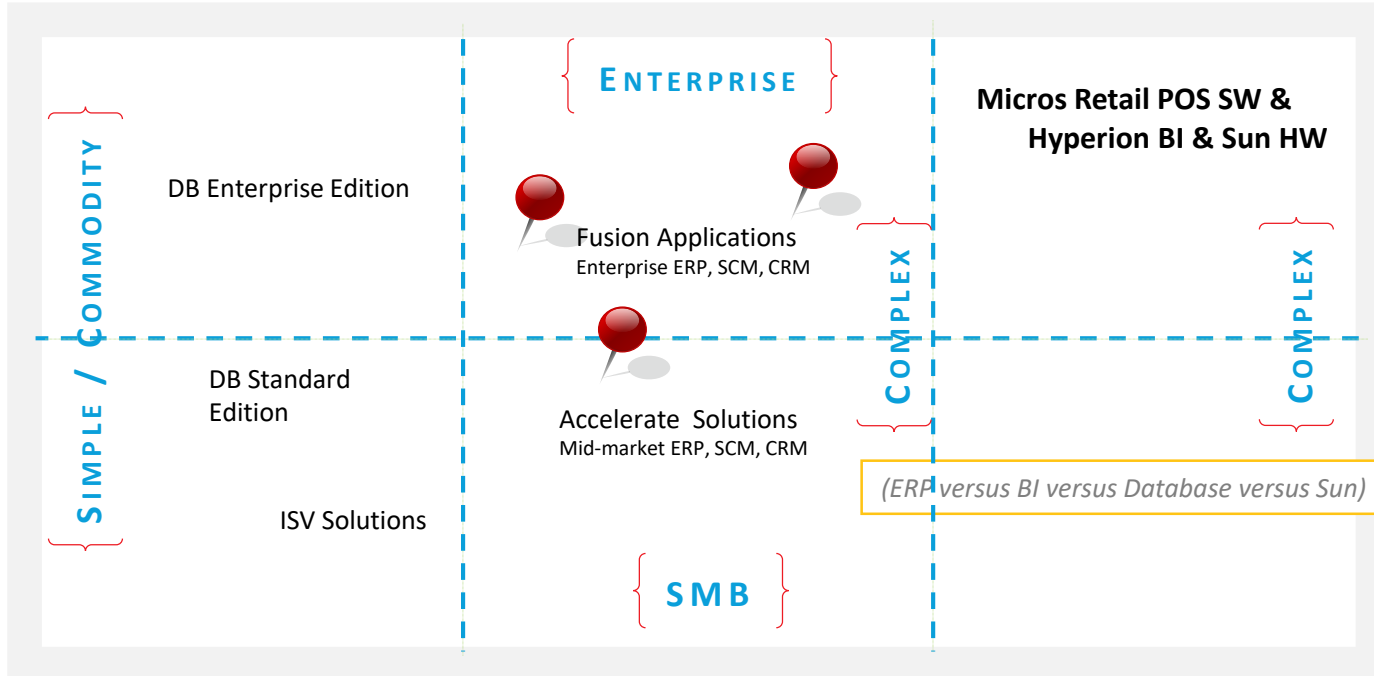 ENTERPRISE
Micros Retail POS SW &
Hyperion BI & Sun HW
SIMPLE / COMMODITY
DB Enterprise Edition
Fusion Applications
Enterprise ERP, SCM, CRM
COMPLEX
COMPLEX
DB Standard
Edition
Accelerate Solutions
Mid-market ERP, SCM, CRM
(ERP versus BI versus Database versus Sun)
ISV Solutions
SMB